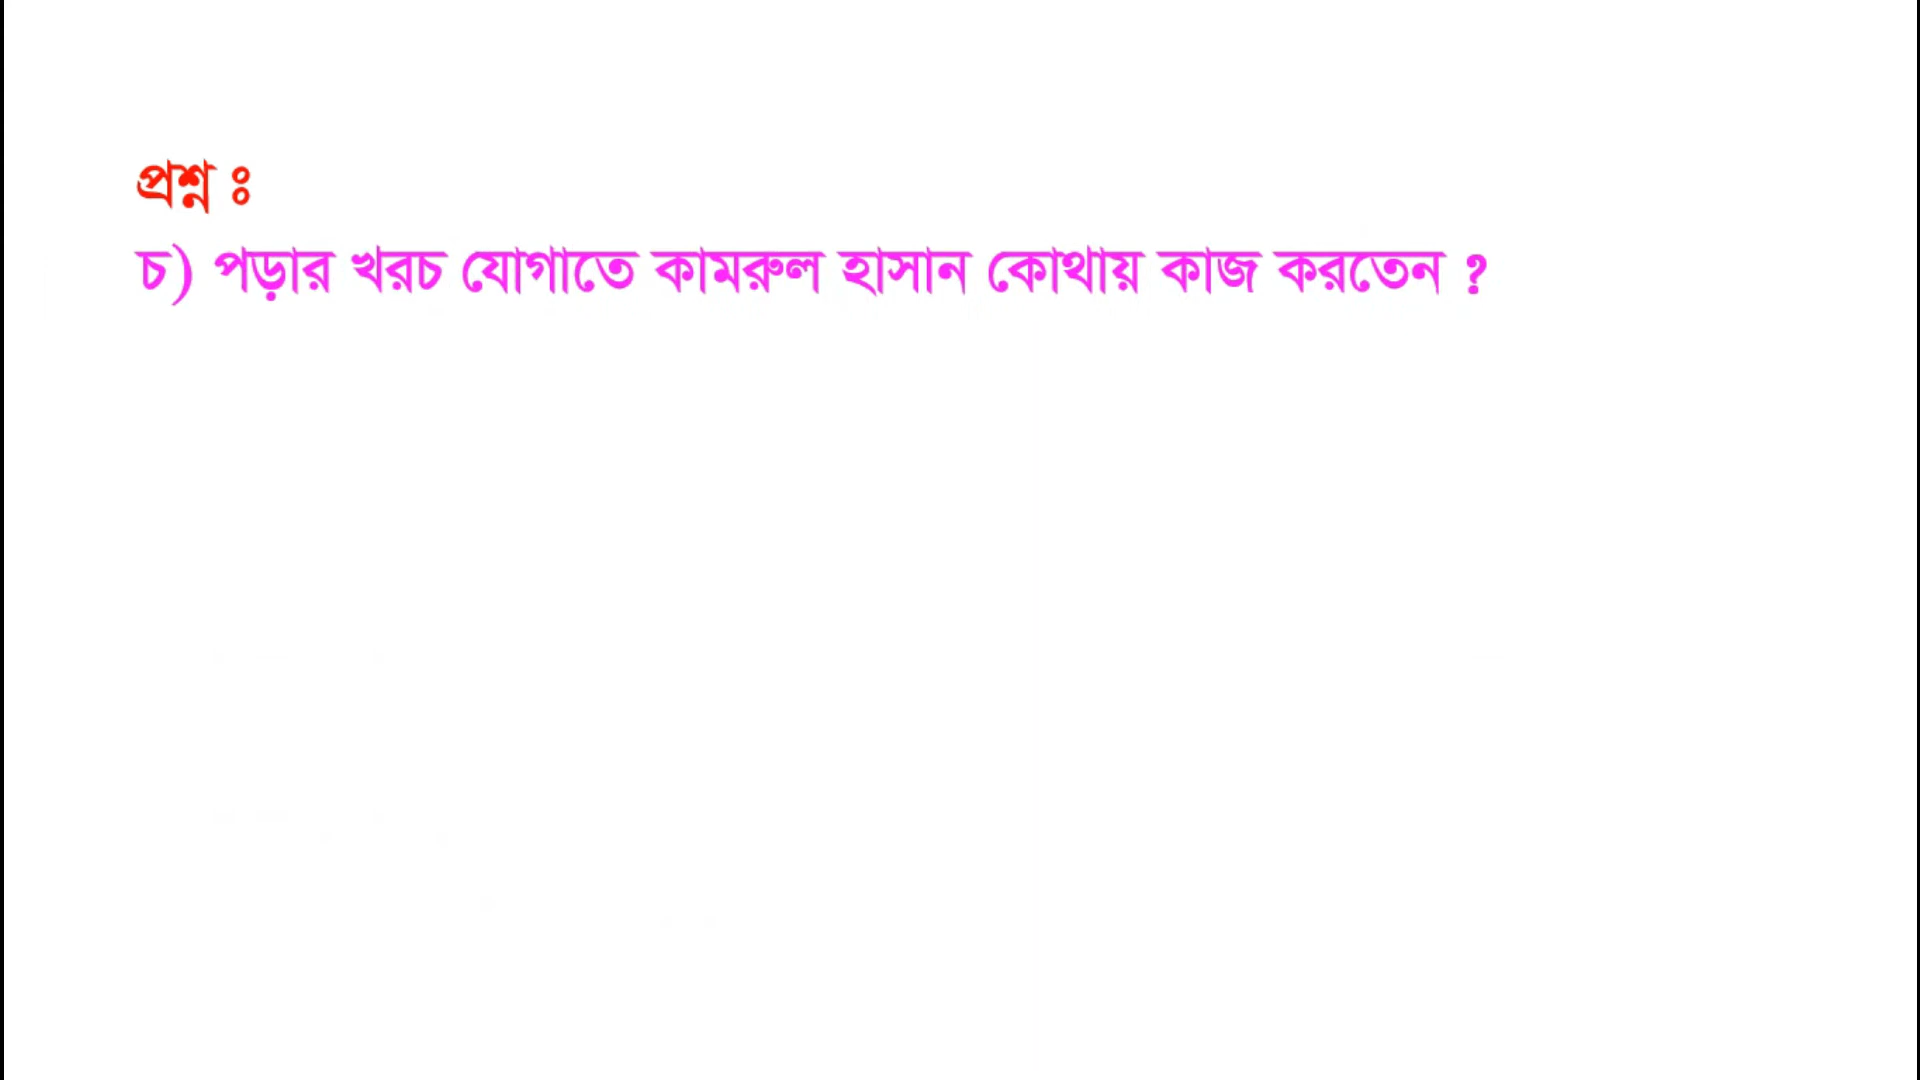 প্রশ্ন ঃ
চ) পড়ার খরচ যোগাতে কামরুল হাসান কোথায় কাজ করতেন ?